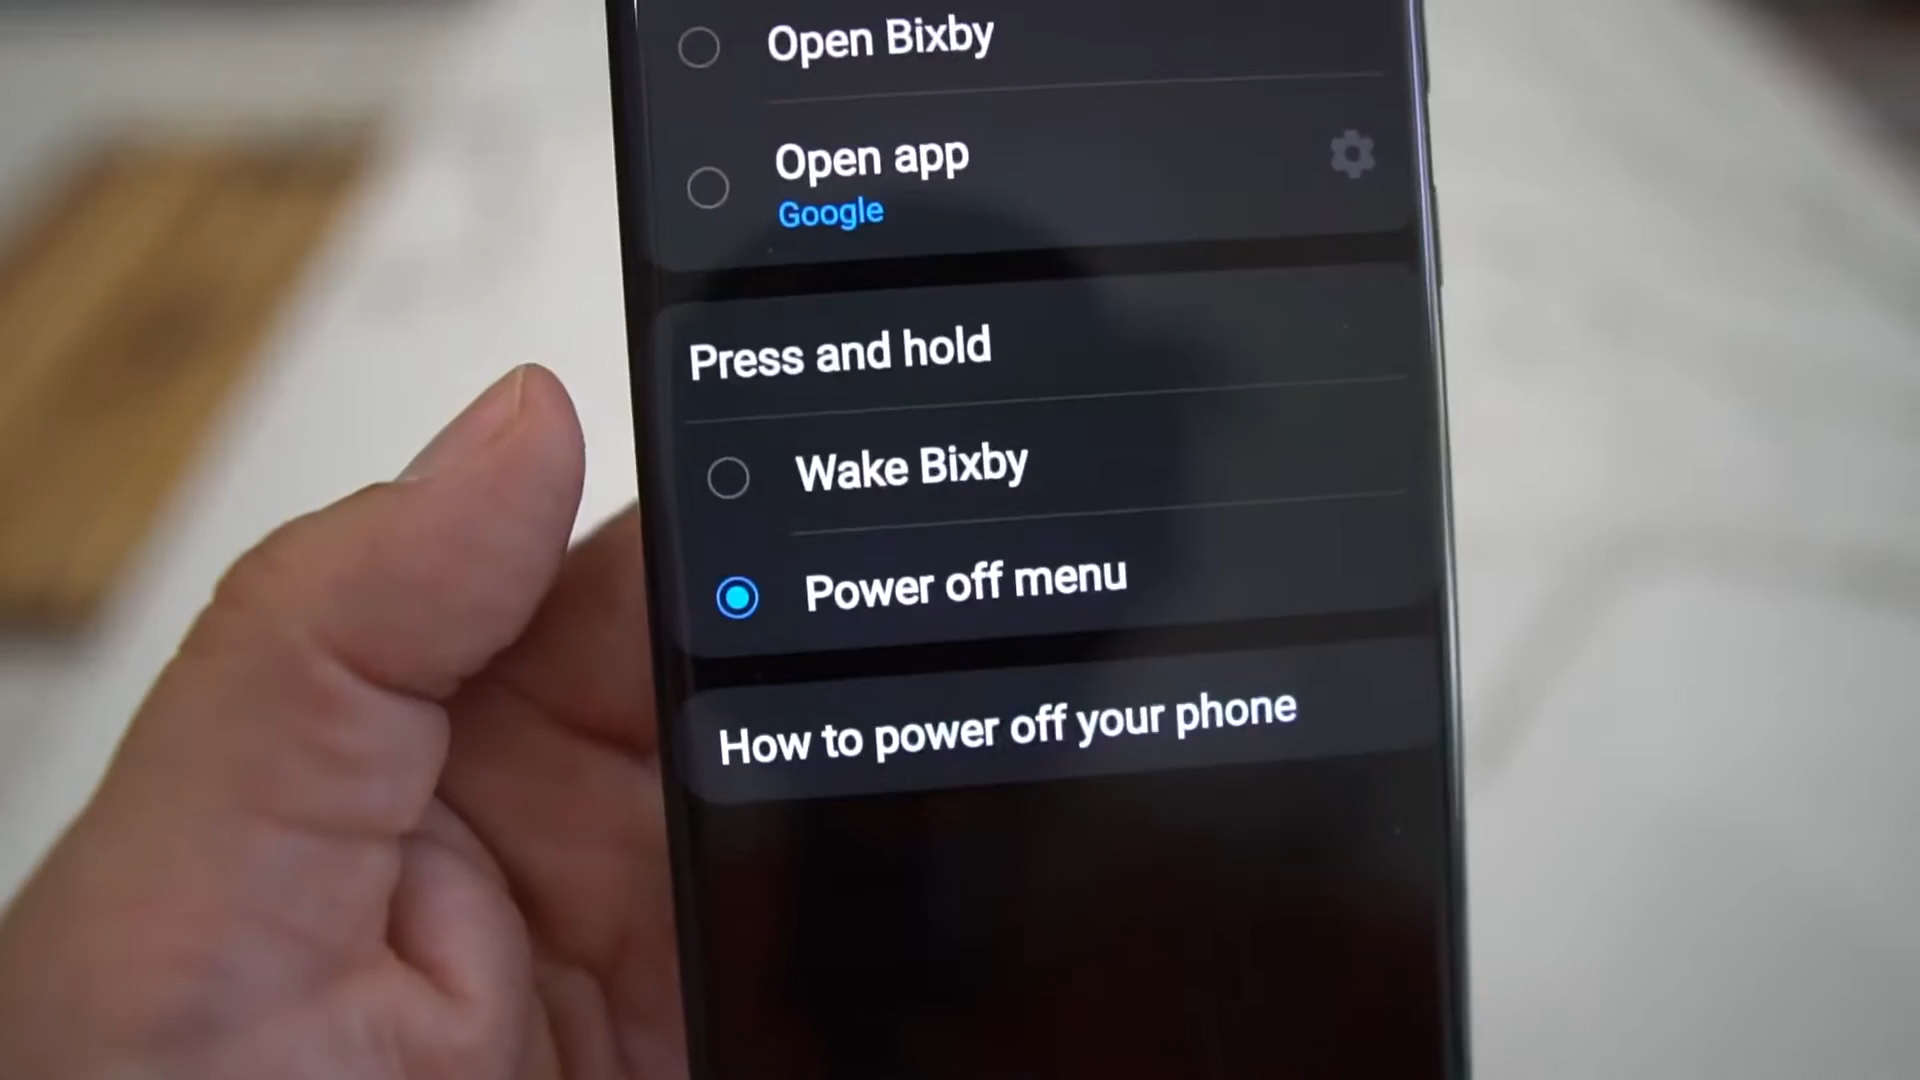 Open Bixby
Open app
Google
Press and hold
Wake Bixby
Power off menu
How to power off your phone